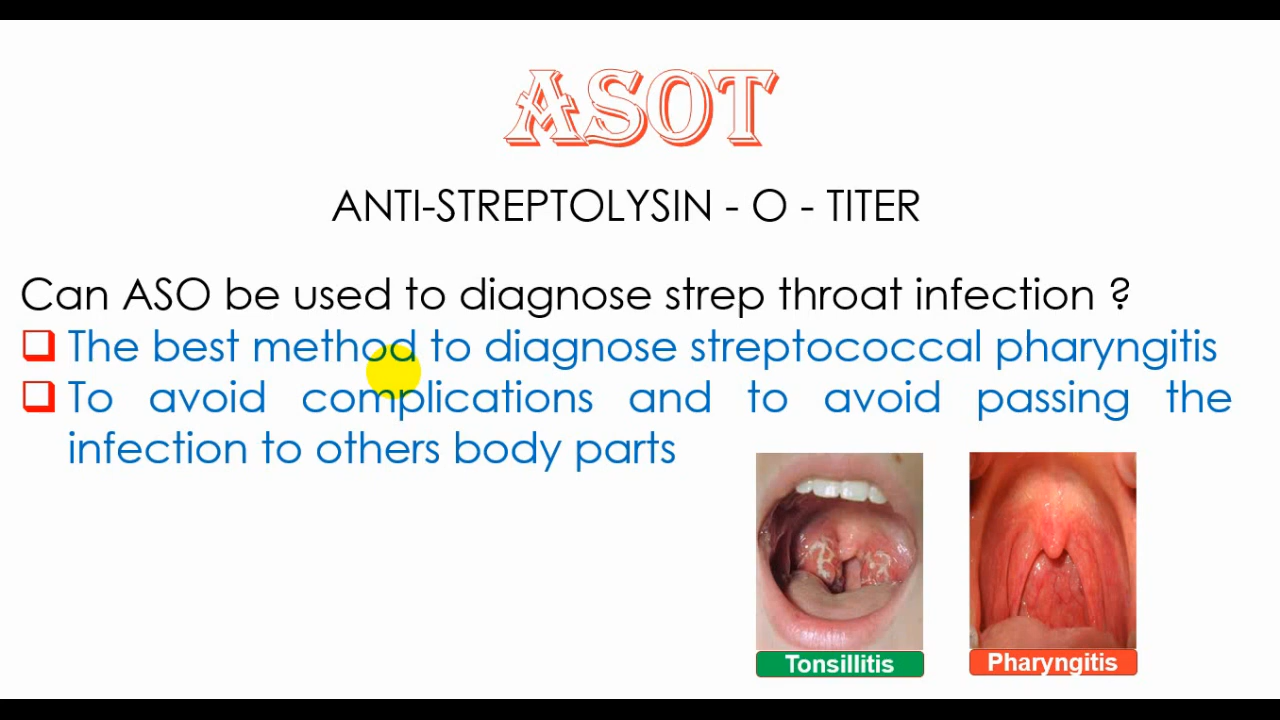 ASOT
ANTI-STREPTOLYSIN - O - TITER
Can ASO be used to diagnose strep throat infection ?
The best method to diagnose streptococcal pharyngitis
To avoid complications and to avoid passing the
infection to others body parts
Tonsillitis
Pharyngitis